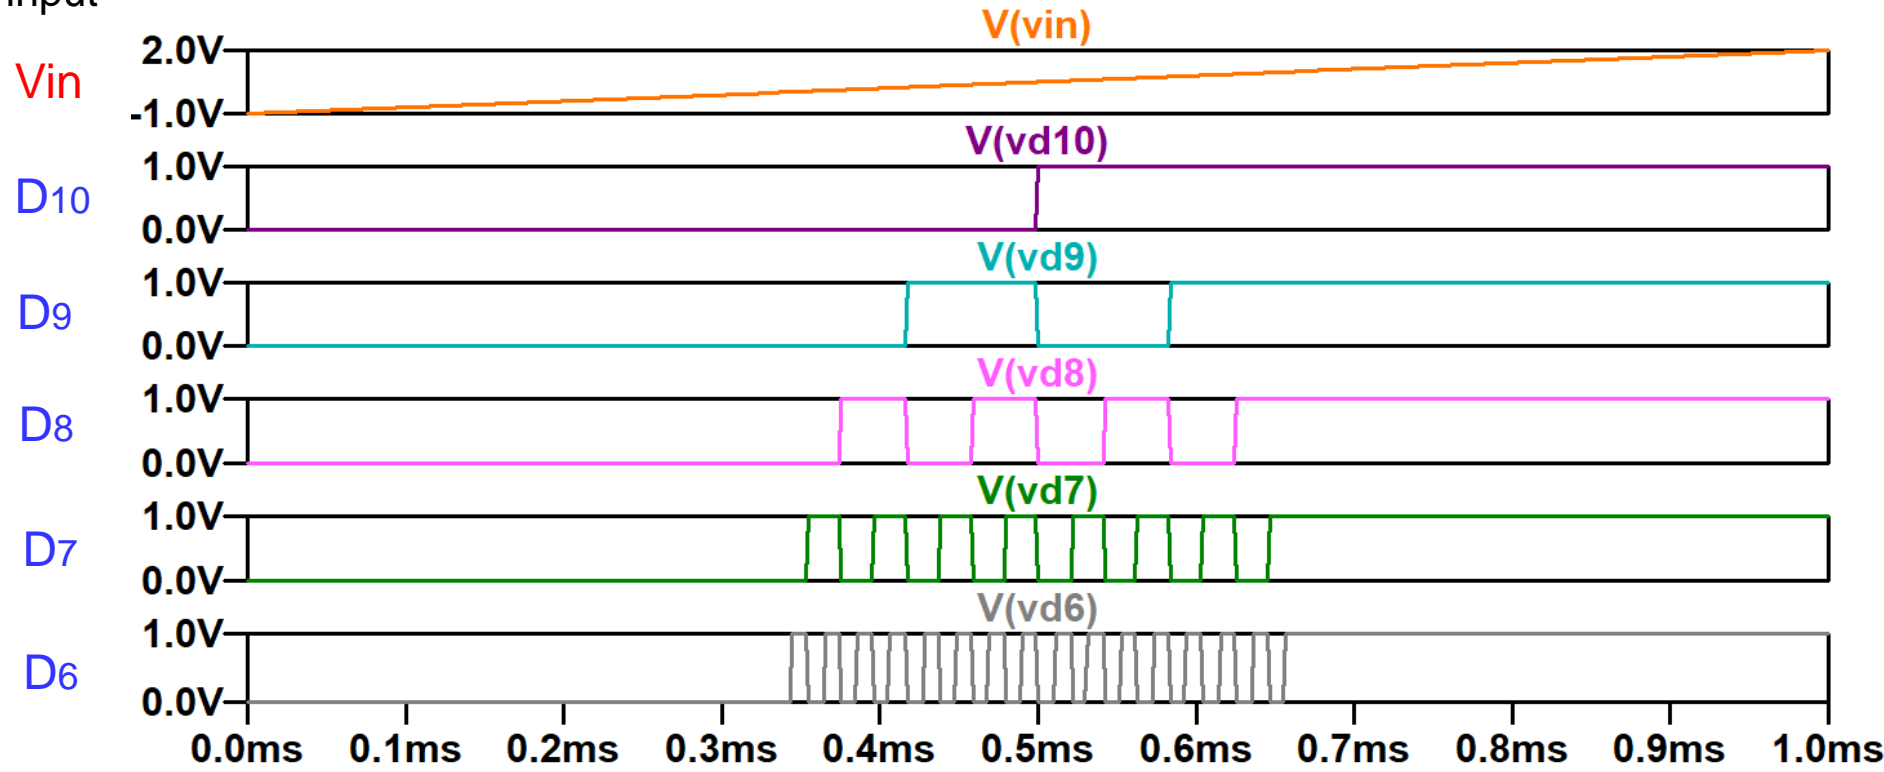 input
V(vin)
Vin
2.0V
-1.0V
V(vd10)
D10
1.0V
0.0V
V(vd9)
D9
1.0V
0.0V
V(vd8)
D8
1.0V
0.0V
V(vd7)
D7
1.0V
0.0V
V(vd6)
D6
1.0V
0.0V
0.0ms 0.1ms 0.2ms 0.3ms 0.4ms 0.5ms 0.6ms 0.7ms 0.8ms 0.9ms 1.0ms